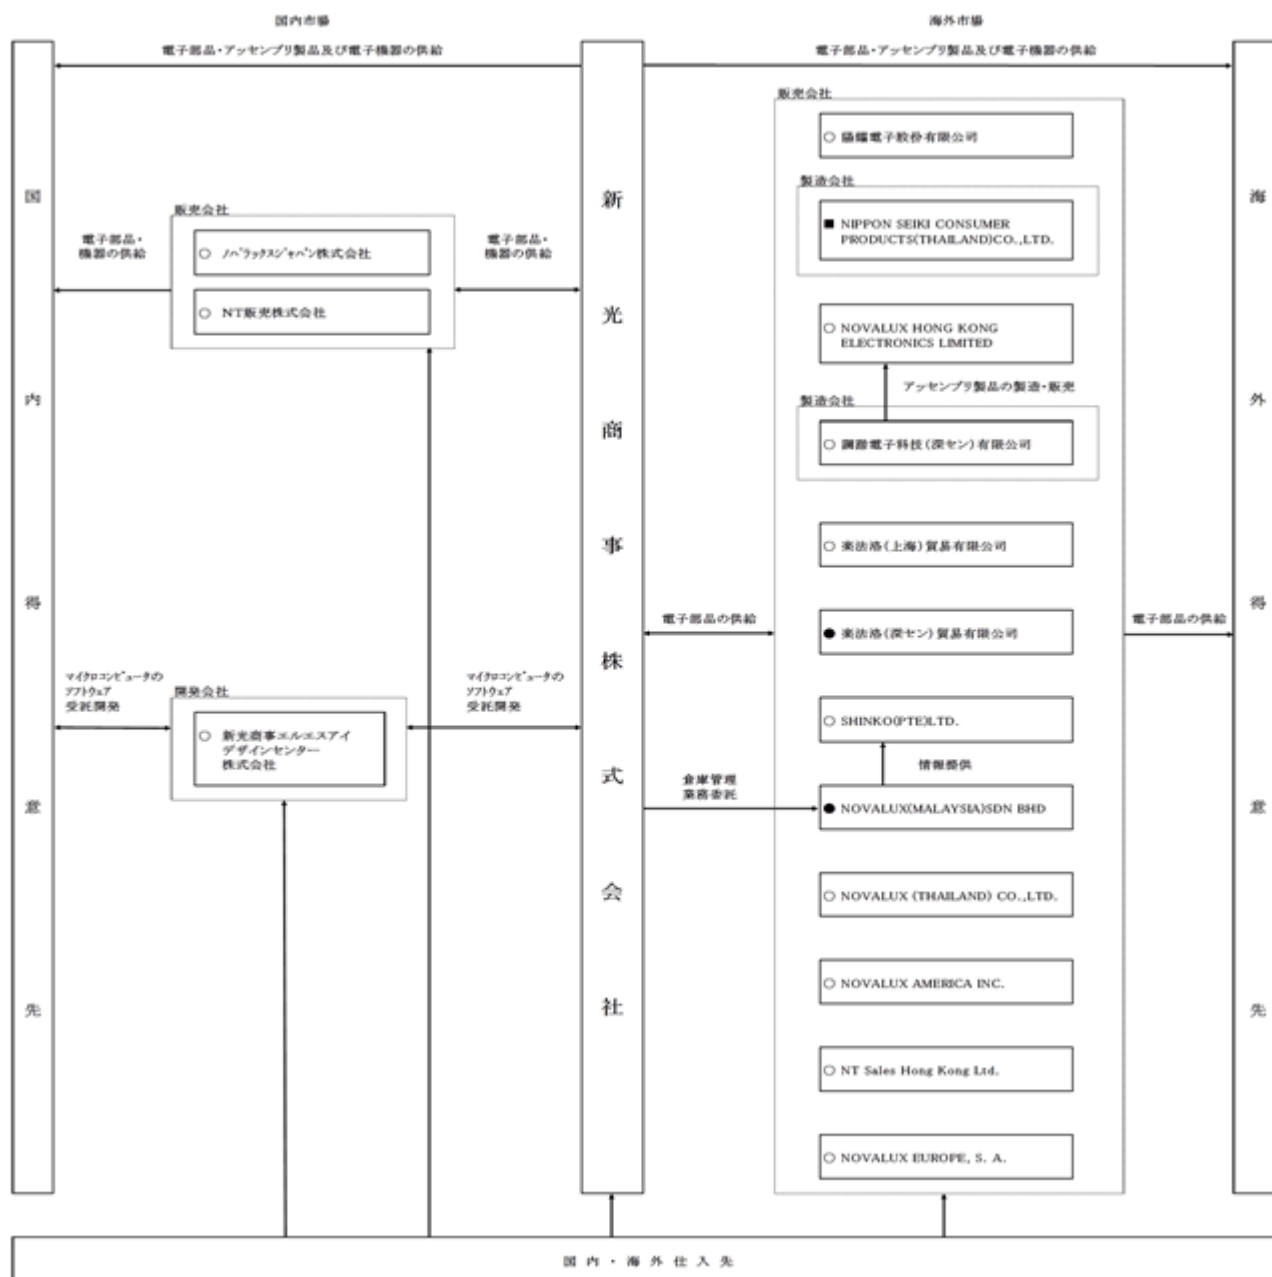 国内市場
海外市場
電子部品・アッセンブリ製品及び電子機器の供給
電子部品・アッセンブリ製品及び電子機器の供給
国内得意先
販売会社
電子部品・
機器の供給
電子部品・
機器の供給
○ ﾉﾊﾞﾗｯｸｽｼﾞｬﾊﾟﾝ株式会社
○ NT販売株式会社
マイクロコンピュータの
ソフトウェア
受託開発
開発会社
マイクロコンピュータの
ソフトウェア
受託開発
○ 新光商事エルエスアイ
デザインセンター
株式会社
新光商事株式会社
販売会社
○ 電子股份有限公司
製造会社
■ NIPPON SEIKI CONSUMER
PRODUCTS(THAILAND)CO.,LTD.
○ NOVALUX HONG KONG
ELECTRONICS LIMITED
アッセンブリ製品の製造・販売
製造会社
○ 電子科技(深セン)有限公司
○ 楽法洛(上海)貿易有限公司
電子部品の供給
● 楽法洛(深セン)貿易有限公司
電子部品の供給
○ SHINKO(PTE)LTD.
情報提供
倉庫管理
業務委託
● NOVALUX(MALAYSIA)SDN BHD
○ NOVALUX (THAILAND) CO.,LTD.
○ NOVALUX AMERICA INC.
○ NT Sales Hong Kong Ltd.
○ NOVALUX EUROPE, S. A.
海外得意先
国内・海外仕入先